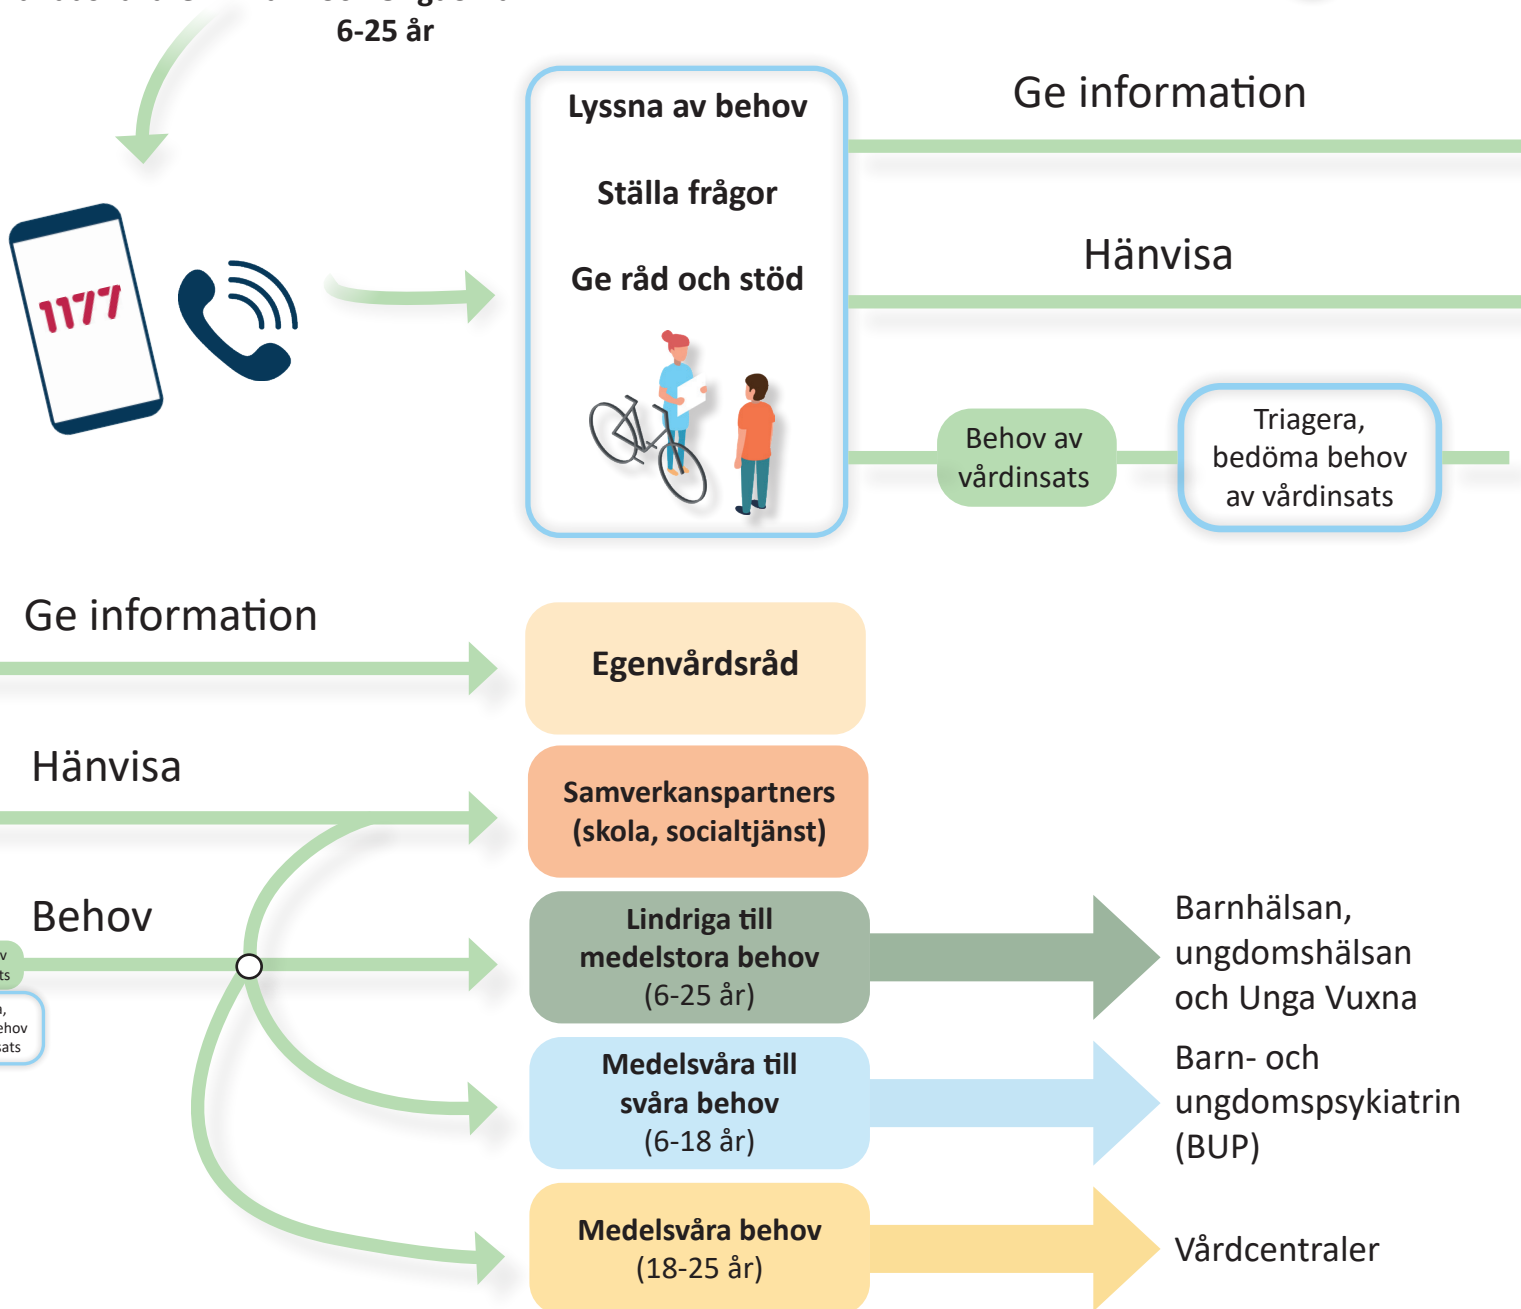 6-25 år
Lyssna av behov
Ställa frågor
Ge råd och stöd
1177
Ge information
Hänvisa
Behov av
vårdinsats
Triagera,
bedöma behov
av vårdinsats
Ge information
Hänvisa
Behov
Egenvårdsråd
Samverkanspartners
(skola, socialtjänst)
Lindriga till
medelstora behov
(6-25 år)
Barnhälsan,
ungdomshälsan
och Unga Vuxna
Medelsvåra till
svåra behov
(6-18 år)
Barn- och
ungdomspsykiatrin
(BUP)
Medelsvåra behov
(18-25 år)
Vårdcentraler